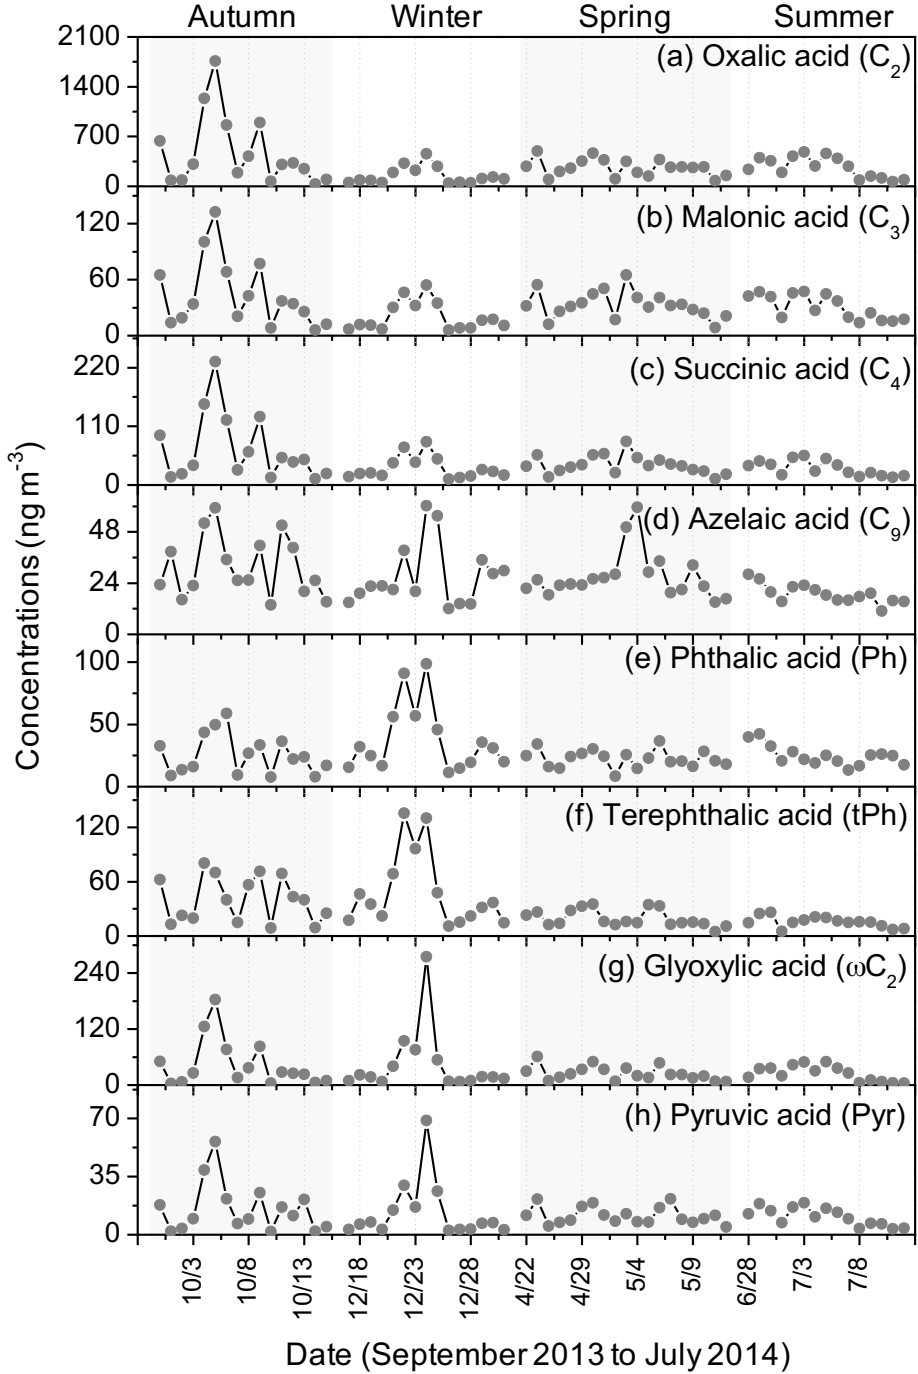 Autumn Winter Spring Summer
2100
1400
700
0
(a) Oxalic acid (C2)
120
60
0
(b) Malonic acid (C3)
220
110
0
(c) Succinic acid (C4)
48
24
0
(d) Azelaic acid (C9)
100
50
0
(e) Phthalic acid (Ph)
120
60
0
(f) Terephthalic acid (tPh)
240
120
0
(g) Glyoxylic acid (ωC2)
70
35
0
(h) Pyruvic acid (Pyr)
Concentrations (ng m-3)
10/3 10/8 10/13 12/18 12/23 12/28 4/22 4/29 5/4 5/9 6/28 7/3 7/8
Date (September 2013 to July 2014)